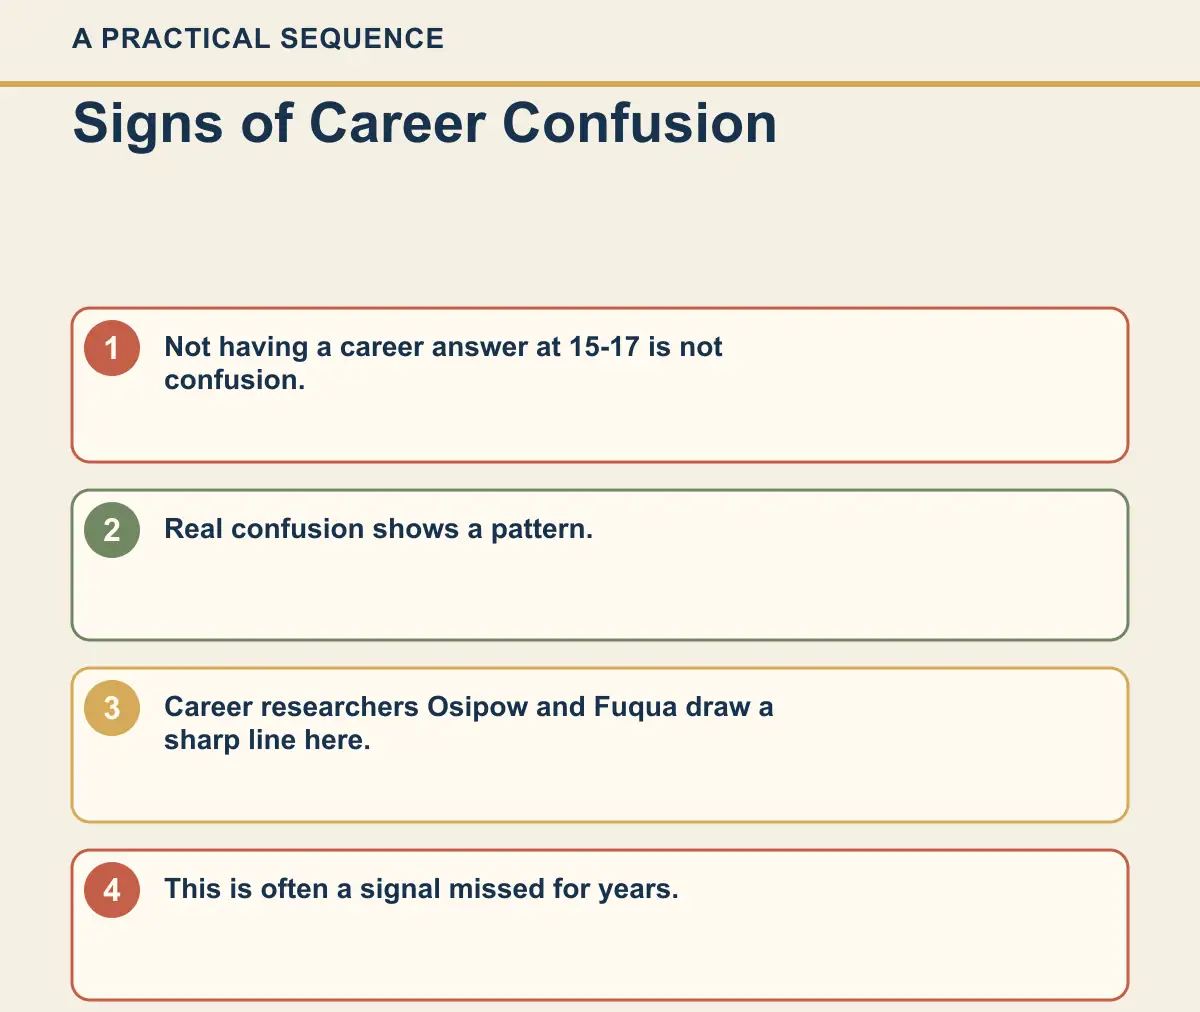 A PRACTICAL SEQUENCE
Signs of Career Confusion
1
Not having a career answer at 15-17 is not
confusion.
2
Real confusion shows a pattern.
3
Career researchers Osipow and Fuqua draw a
sharp line here.
4
This is often a signal missed for years.